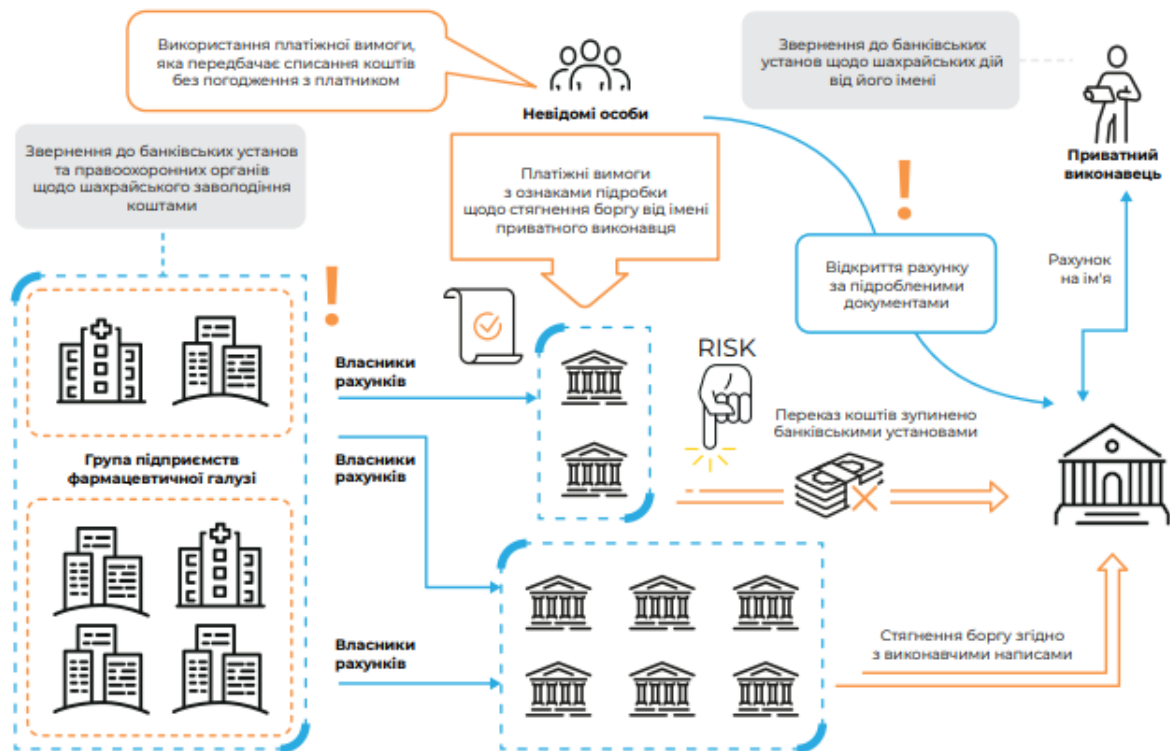 Використання платіжної вимоги,
яка передбачає списання коштів
без погодження з платником
Невідомі особи
Звернення до банківських
установ щодо шахрайських дій
від його імені
Приватний
виконавець
Звернення до банківських установ
та правоохоронних органів
щодо шахрайського заволодіння
коштами
Платіжні вимоги
з ознаками підробки
щодо стягнення боргу від імені
приватного виконавця
!
Відкриття рахунку
за підробленими
документами
Рахунок
на ім'я
!
Власники
рахунків
RISK
Переказ коштів зупинено
банківськими установами
Група підприємств
фармацевтичної галузі
Власники
рахунків
Власники
рахунків
Стягнення боргу згідно
з виконавчими написами